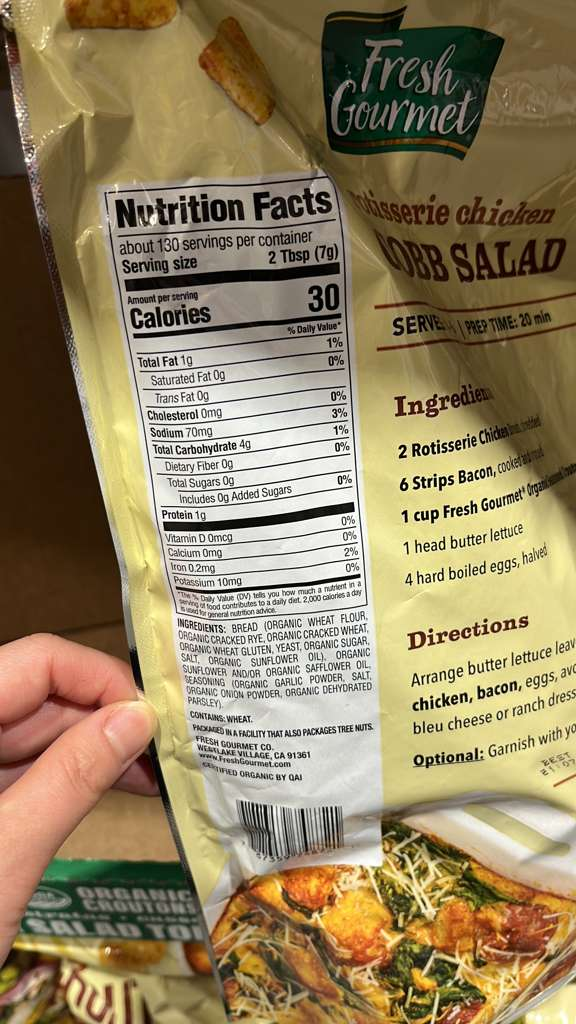 Fresh
Gourmet
rotisserie chicken
COBB SALAD
PREP TIME: 20 min
Nutrition Facts
about 130 servings per container
Serving size 2 Tbsp (7g)
Amount per serving
Calories 30
% Daily Value*
Total Fat 1g 1%
Saturated Fat 0g 0%
Trans Fat 0g
Cholesterol 0mg 0%
Sodium 70mg 3%
Total Carbohydrate 4g 1%
Dietary Fiber 0g 0%
Total Sugars 0g
Includes 0g Added Sugars 0%
Protein 1g
Vitamin D 0mcg 0%
Calcium 0mg 0%
Iron 0.2mg 2%
Potassium 10mg 0%
*The % Daily Value (DV) tells you how much a nutrient in a
serving of food contributes to a daily diet. 2,000 calories a day
is used for general nutrition advice.
INGREDIENTS: BREAD (ORGANIC WHEAT FLOUR,
ORGANIC CRACKED RYE, ORGANIC CRACKED WHEAT,
ORGANIC WHEAT GLUTEN, YEAST, ORGANIC SUGAR,
SALT, ORGANIC SUNFLOWER OIL), ORGANIC
SUNFLOWER AND/OR ORGANIC SAFFLOWER OIL,
SEASONING (ORGANIC GARLIC POWDER, SALT,
ORGANIC ONION POWDER, ORGANIC DEHYDRATED
PARSLEY).
CONTAINS: WHEAT.
PACKAGED IN A FACILITY THAT ALSO PACKAGES TREE NUTS.
FRESH GOURMET CO.
WESTLAKE VILLAGE, CA 91361
www.FreshGourmet.com
CERTIFIED ORGANIC BY QAI
Ingredien
2 Rotisserie Chicken
6 Strips Bacon, cooked and
1 cup Fresh Gourmet® Organic
1 head butter lettuce
4 hard boiled eggs, halved
Directions
Arrange butter lettuce leav
chicken, bacon, eggs, avo
bleu cheese or ranch dress
Optional: Garnish with yo
BEST
ORGANIC
CROUTONS
SALAD TO